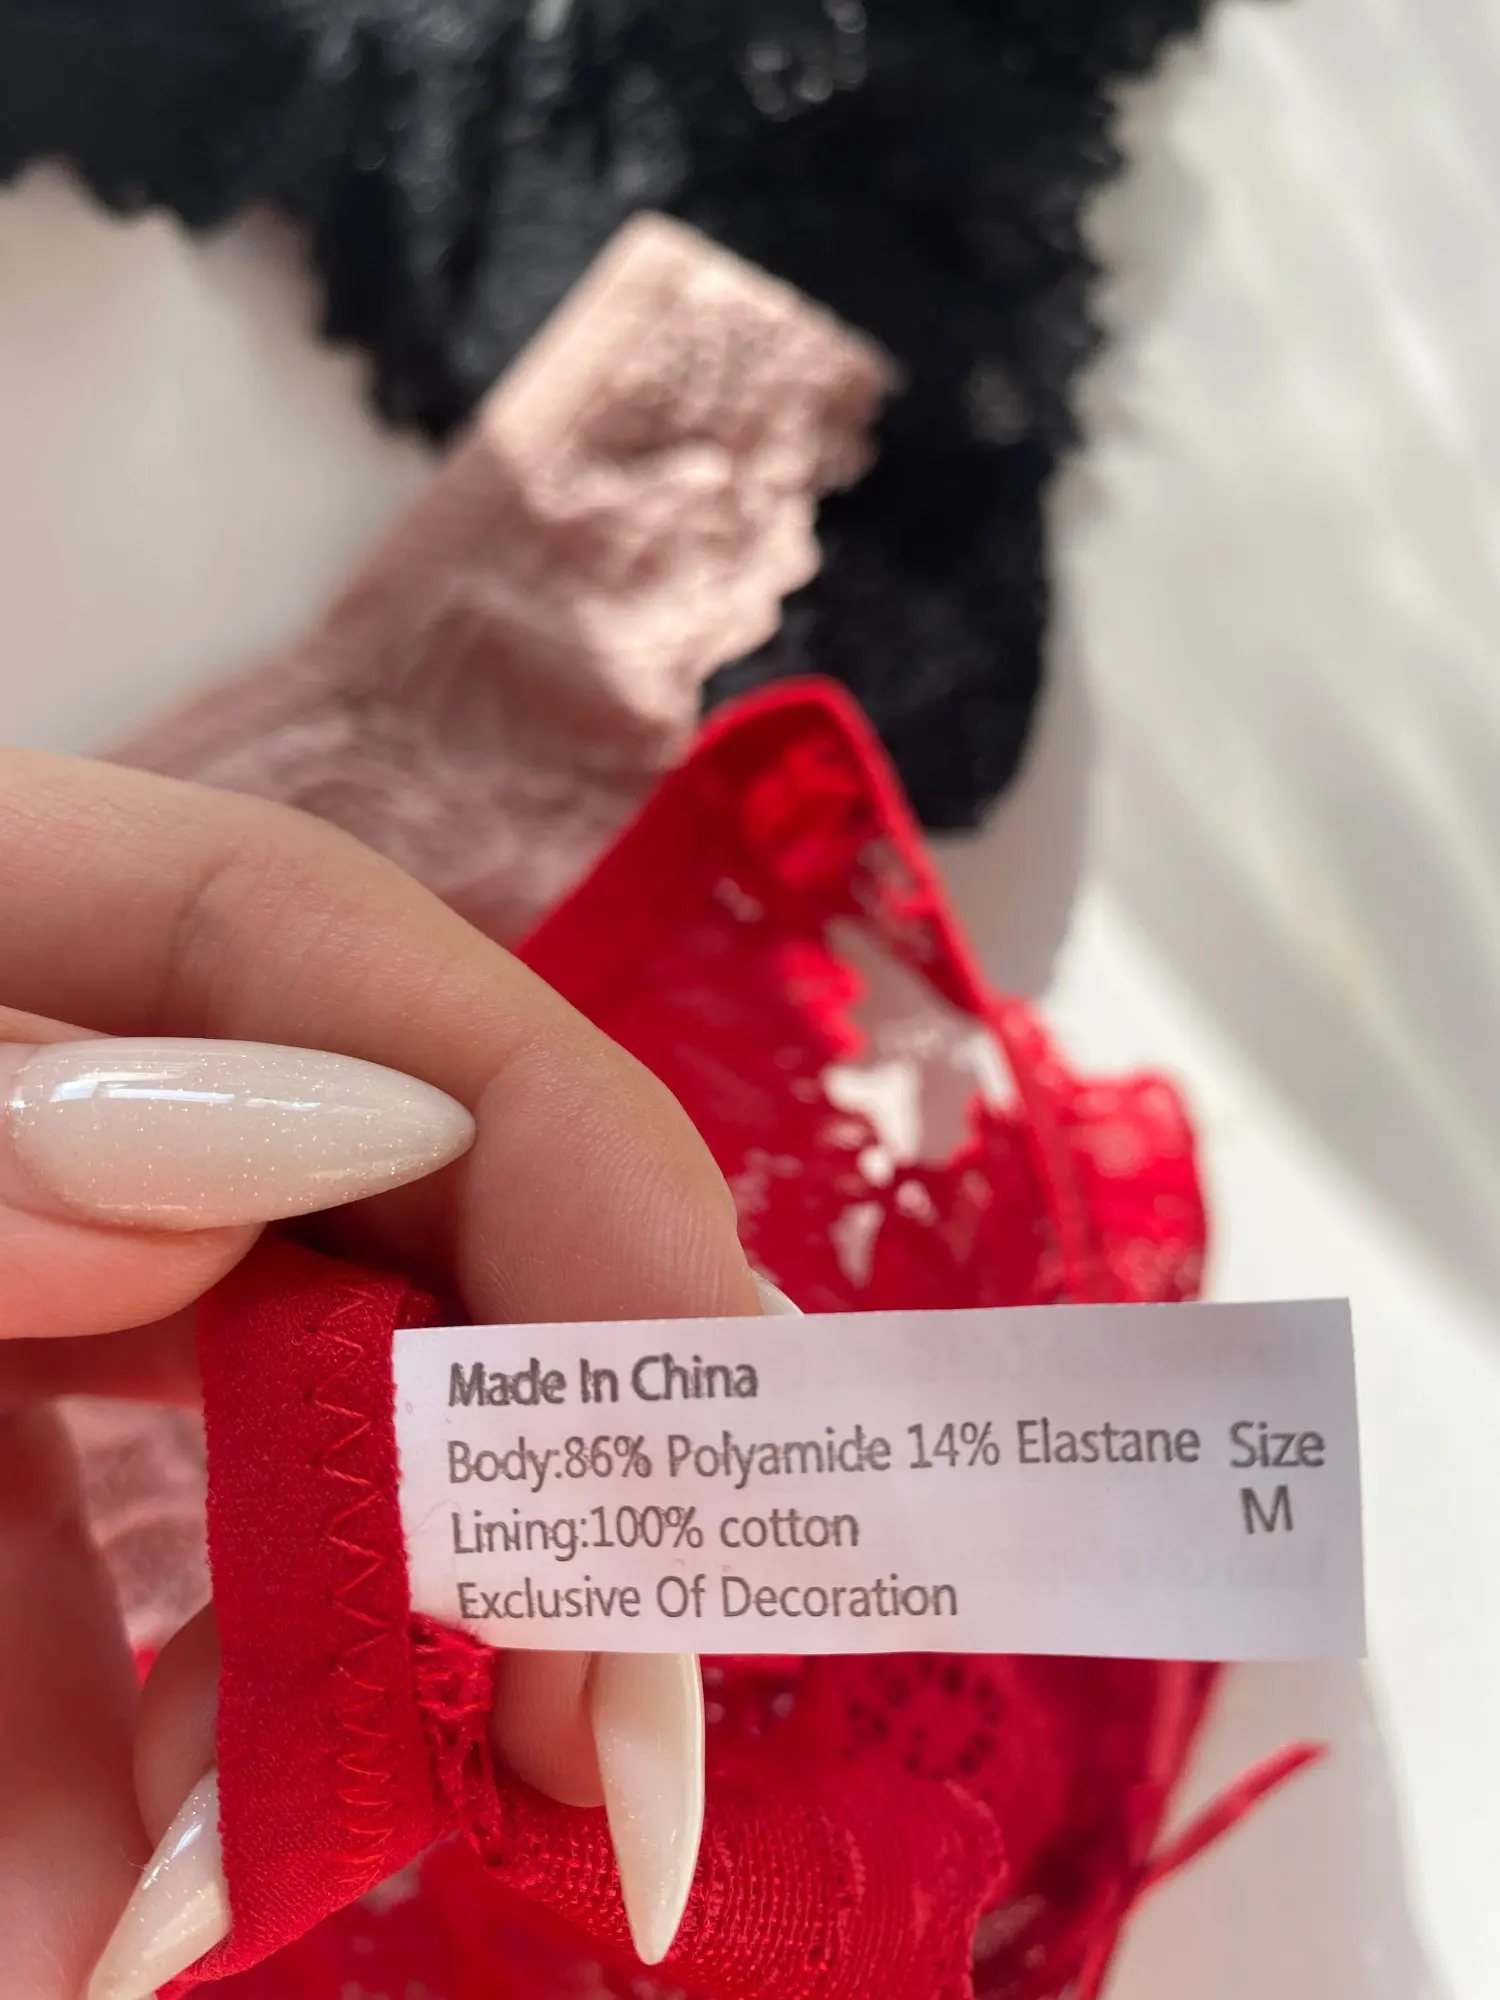 Made In China
Body:86% Polyamide 14% Elastane
Lining:100% cotton
Exclusive Of Decoration
Size
M